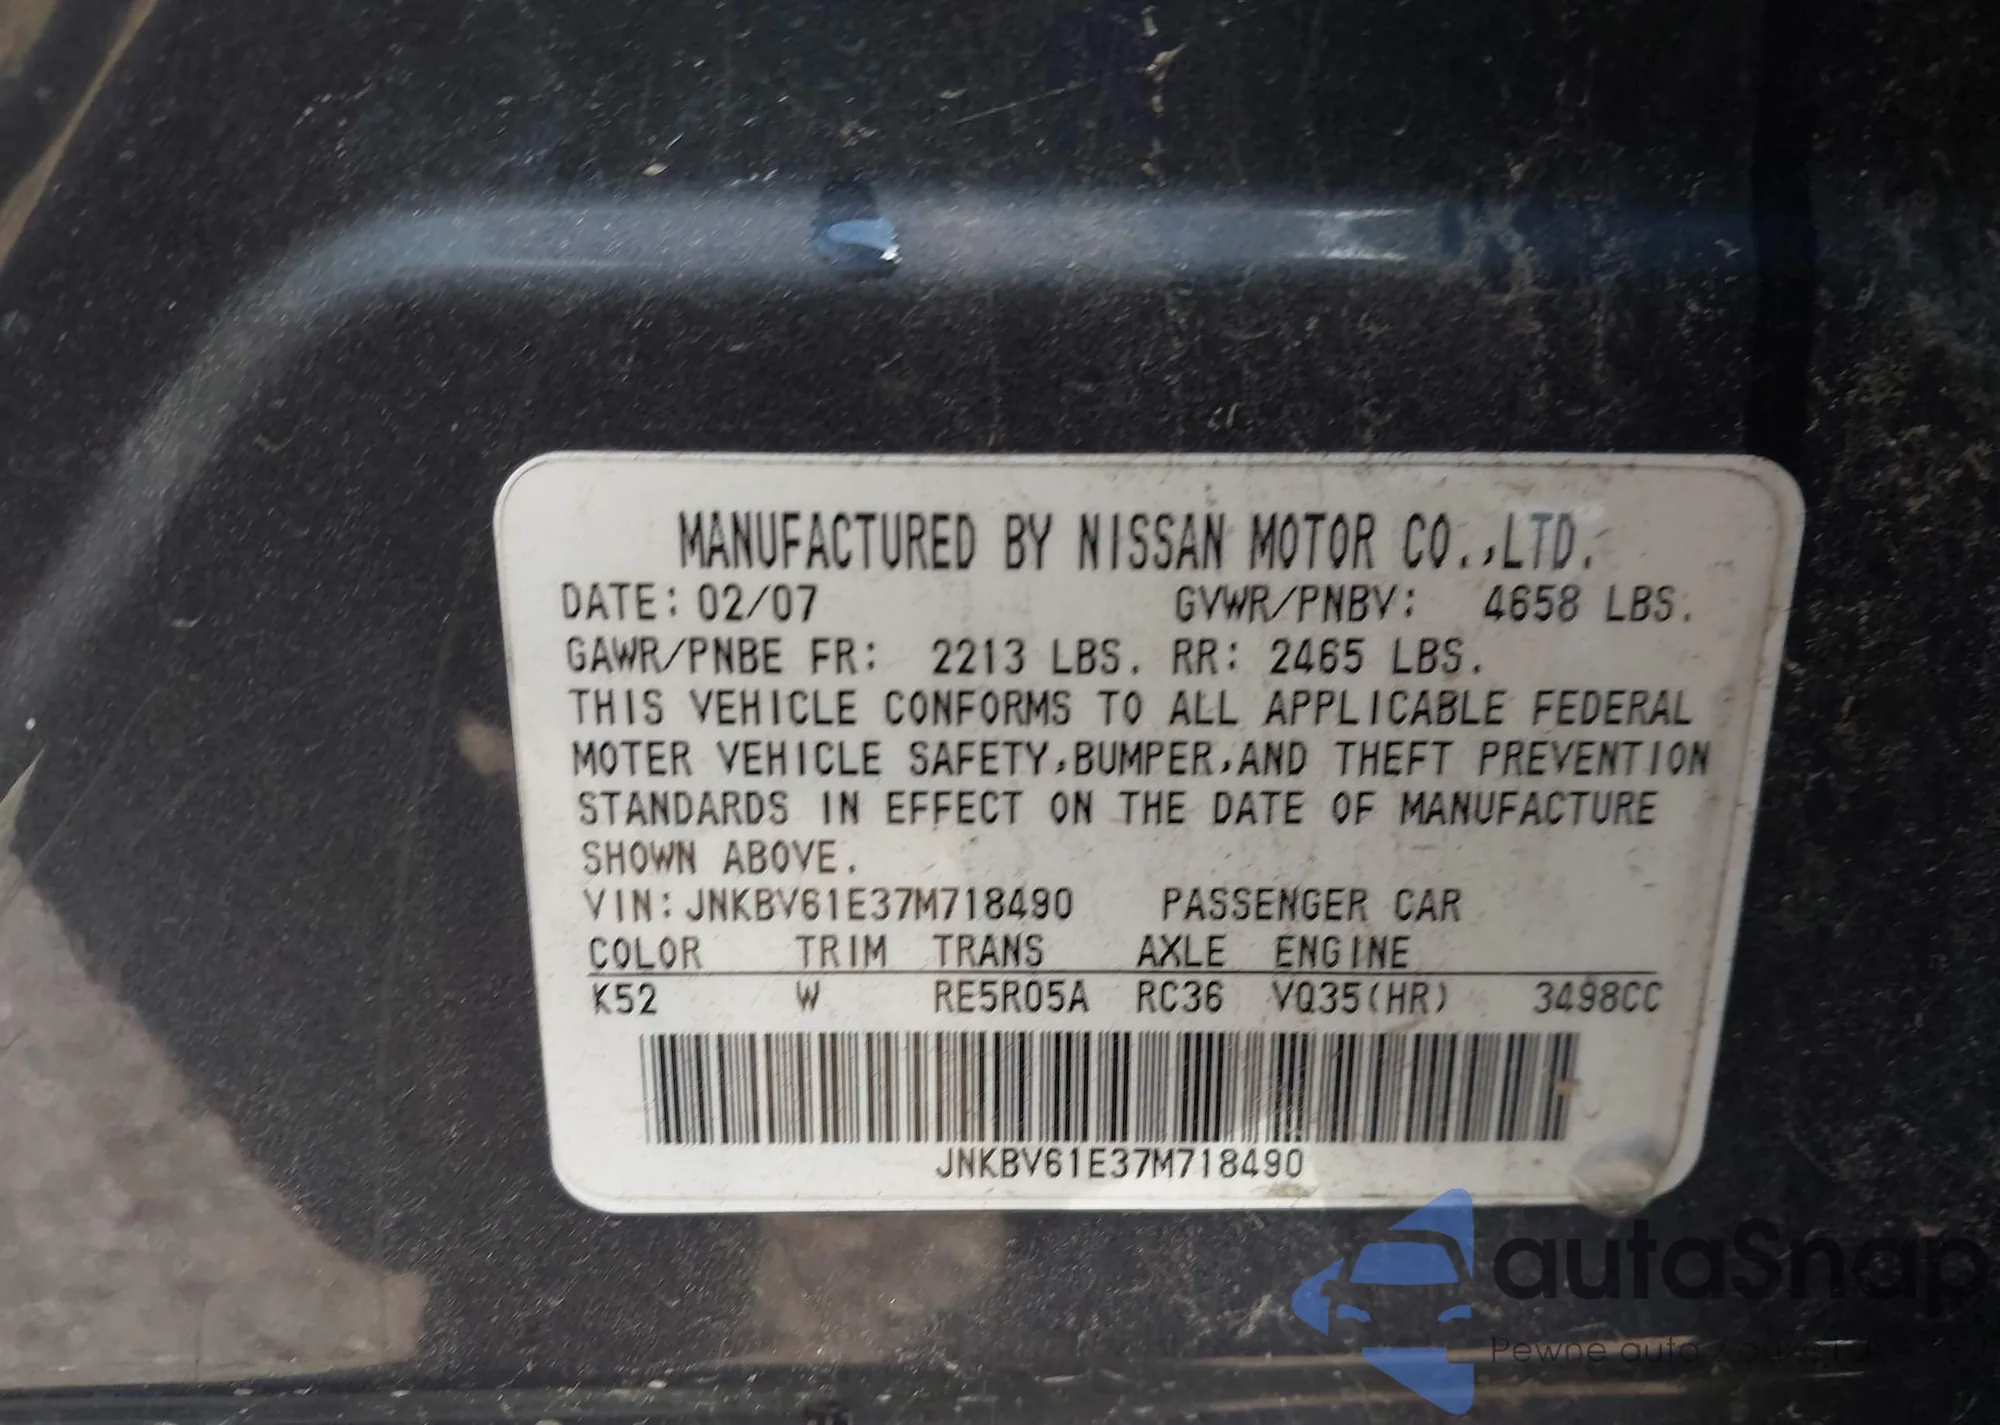 MANUFACTURED BY NISSAN MOTOR CO.,LTD.
DATE: 02/07 GVWR/PNBV: 4658 LBS.
GAWR/PNBE FR: 2213 LBS. RR: 2465 LBS.
THIS VEHICLE CONFORMS TO ALL APPLICABLE FEDERAL
MOTER VEHICLE SAFETY,BUMPER,AND THEFT PREVENTION
STANDARDS IN EFFECT ON THE DATE OF MANUFACTURE
SHOWN ABOVE.
VIN:JNKBV61E37M718490 PASSENGER CAR
COLOR TRIM TRANS AXLE ENGINE
K52 W RE5R05A RC36 VQ35(HR) 3498CC
JNKBV61E37M718490
autaSnap
Pewne auta z